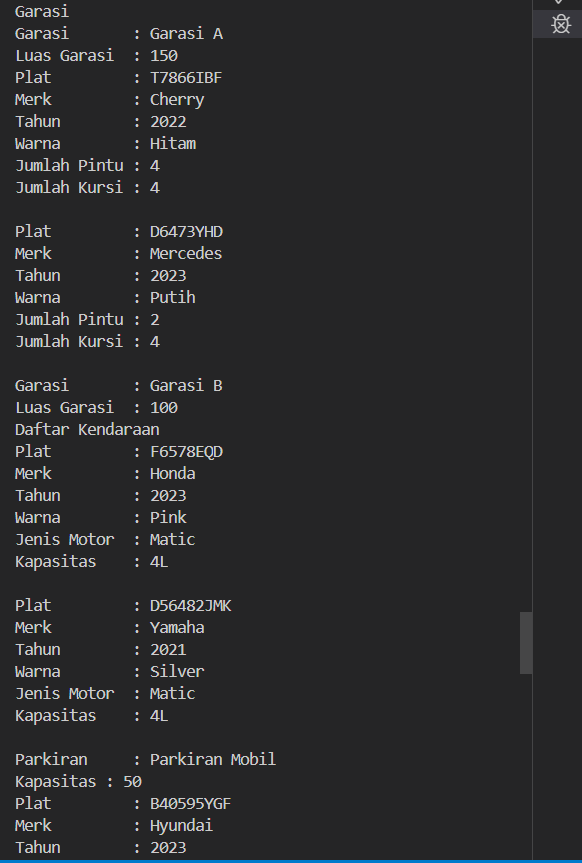 Garasi
Garasi       : Garasi A
Luas Garasi  : 150
Plat         : T7866IBF
Merk         : Cherry
Tahun        : 2022
Warna        : Hitam
Jumlah Pintu : 4
Jumlah Kursi : 4

Plat         : D6473YHD
Merk         : Mercedes
Tahun        : 2023
Warna        : Putih
Jumlah Pintu : 2
Jumlah Kursi : 4

Garasi       : Garasi B
Luas Garasi  : 100
Daftar Kendaraan
Plat         : F6578EQD
Merk         : Honda
Tahun        : 2023
Warna        : Pink
Jenis Motor  : Matic
Kapasitas    : 4L

Plat         : D56482JMK
Merk         : Yamaha
Tahun        : 2021
Warna        : Silver
Jenis Motor  : Matic
Kapasitas    : 4L

Parkiran     : Parkiran Mobil
Kapasitas : 50
Plat         : B40595YGF
Merk         : Hyundai
Tahun        : 2023